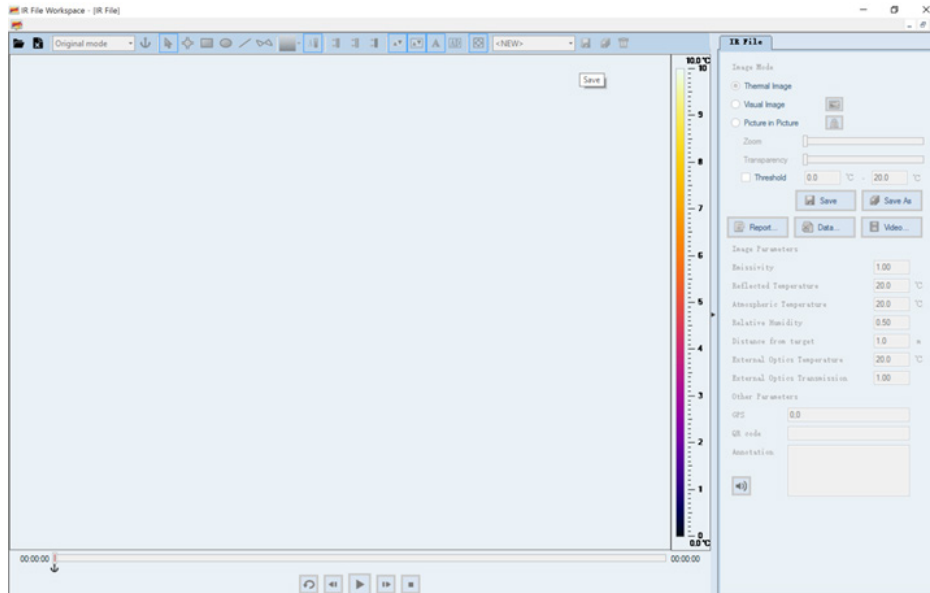 IR File Workspace - [IR File]
Original mode
A
<NEW>
Save
10.0 ℃
10
9
8
7
6
5
4
3
2
1
0
0.0 ℃
00:00:00
00:00:00
IR File
Image Mode
Thermal Image
Visual Image
Picture in Picture
Zoom
Transparency
Threshold 0.0 ℃ - 20.0 ℃
Save Save As
Report... Data... Video...
Image Parameters
Emissivity 1.00
Reflected Temperature 20.0 ℃
Atmospheric Temperature 20.0 ℃
Relative Humidity 0.50
Distance from target 1.0 m
External Optics Temperature 20.0 ℃
External Optics Transmission 1.00
Other Parameters
GPS 0,0
QR code
Annotation